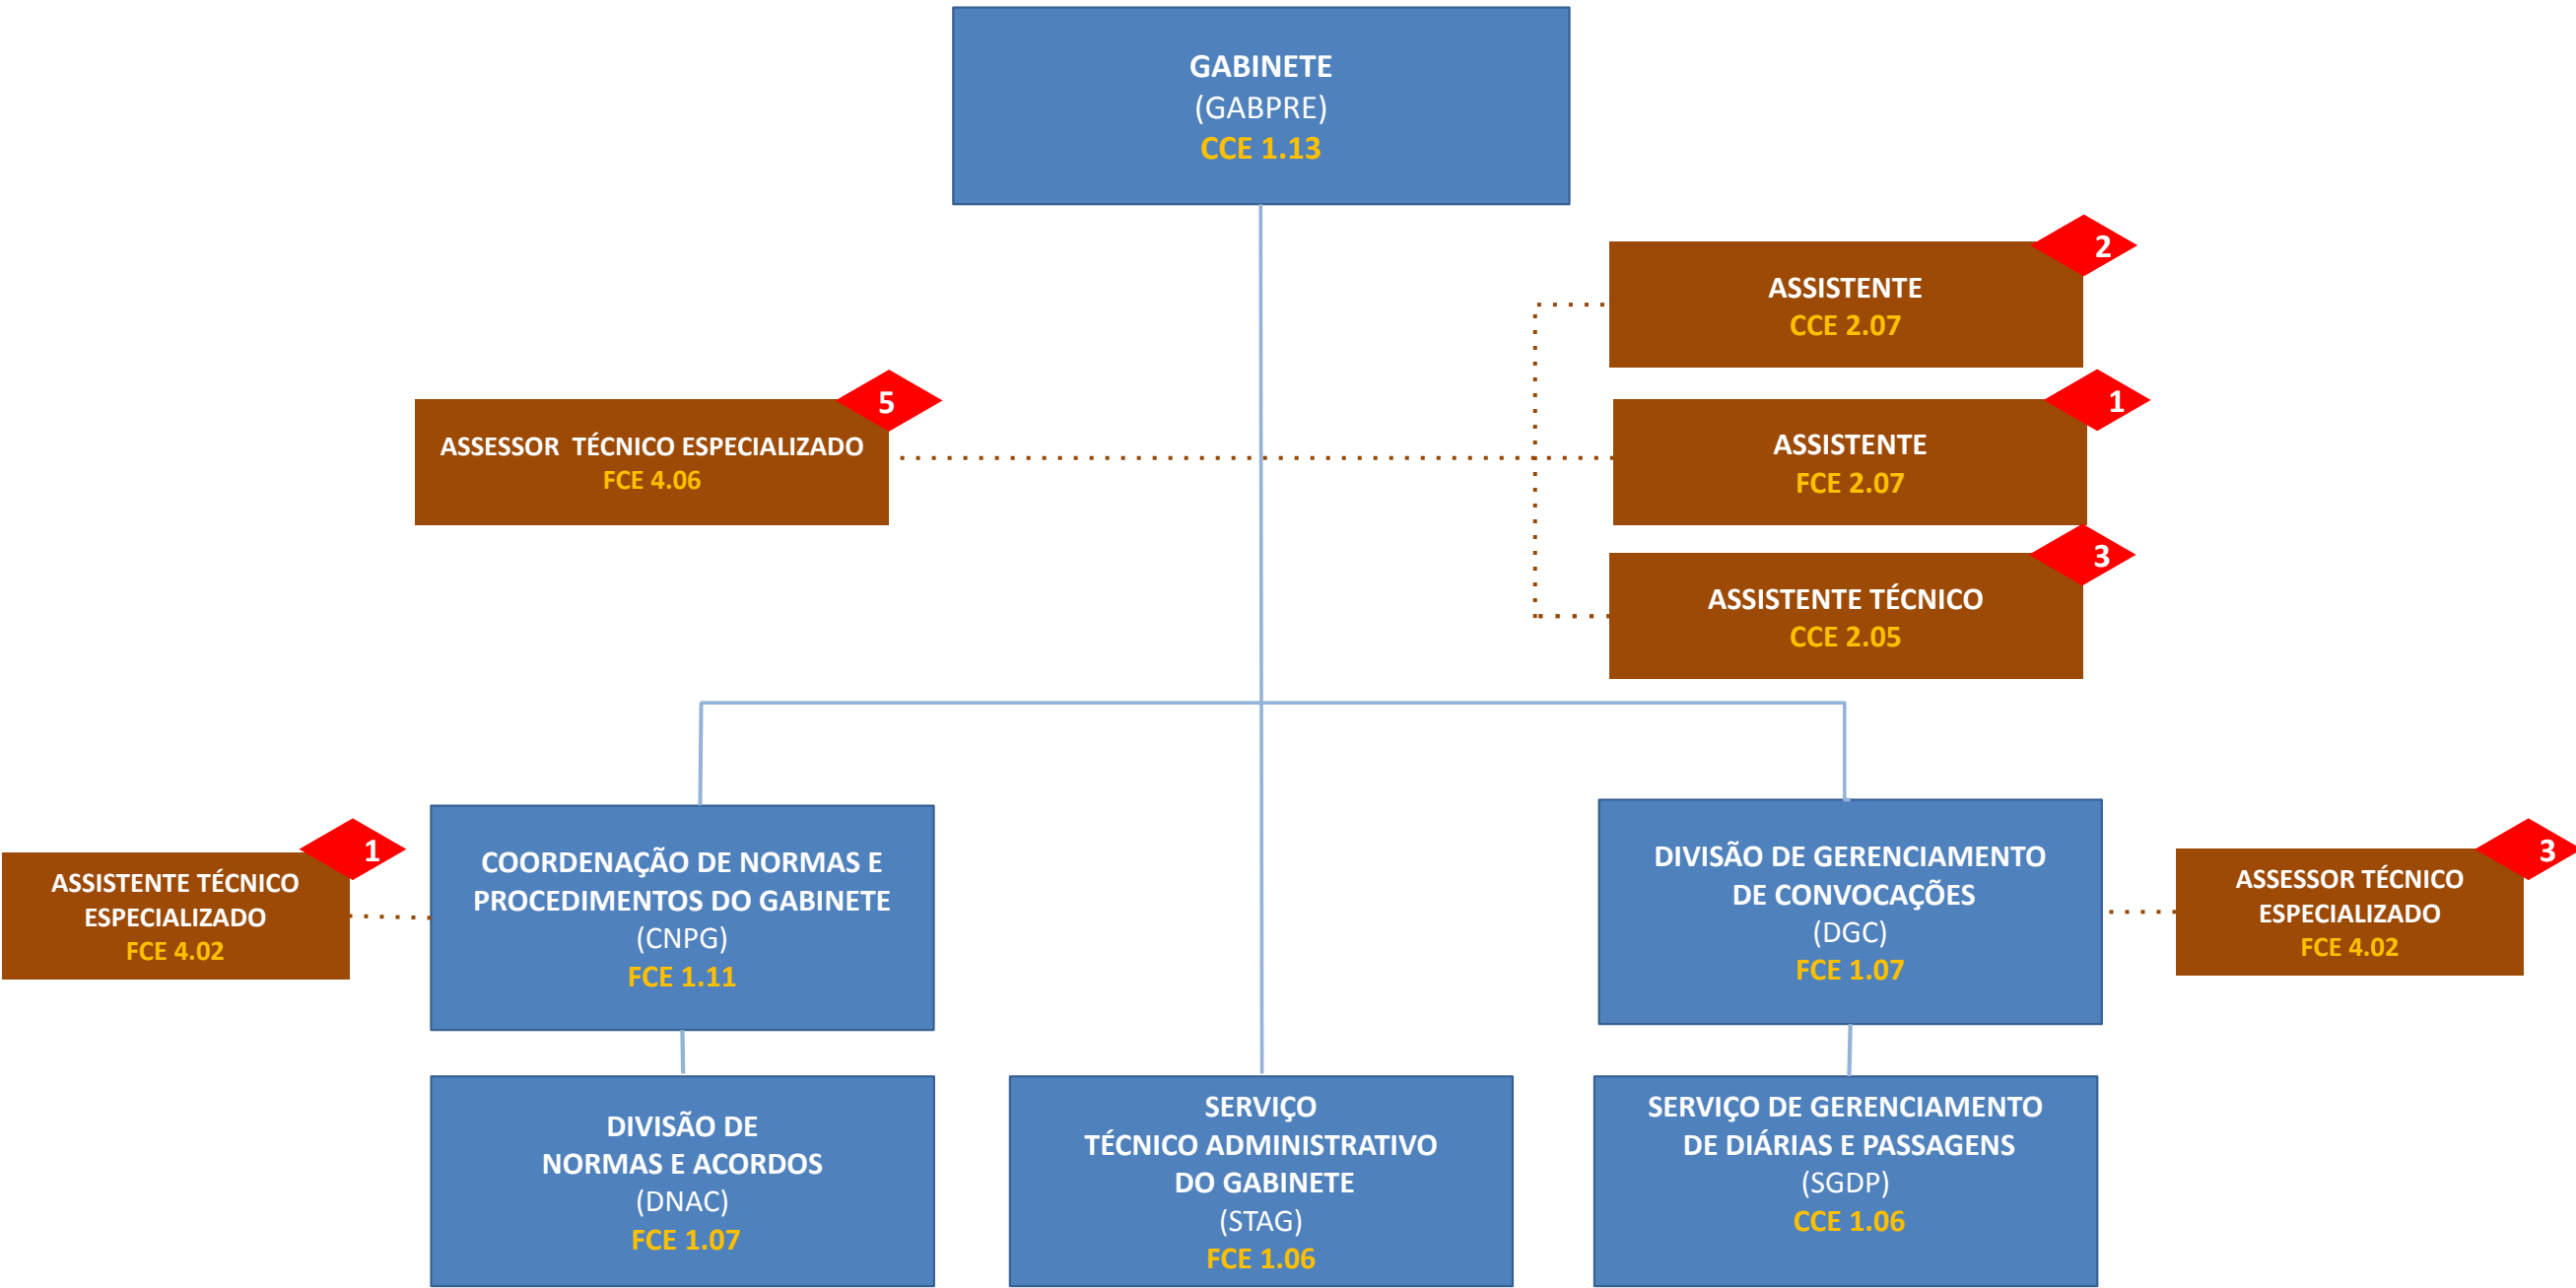 GABINETE
(GABPRE)
CCE 1.13
2
ASSISTENTE
CCE 2.07
5
ASSESSOR TÉCNICO ESPECIALIZADO
FCE 4.06
1
ASSISTENTE
FCE 2.07
3
ASSISTENTE TÉCNICO
CCE 2.05
1
ASSISTENTE TÉCNICO
ESPECIALIZADO
FCE 4.02
COORDENAÇÃO DE NORMAS E
PROCEDIMENTOS DO GABINETE
(CNPG)
FCE 1.11
DIVISÃO DE GERENCIAMENTO
DE CONVOCAÇÕES
(DGC)
FCE 1.07
3
ASSESSOR TÉCNICO
ESPECIALIZADO
FCE 4.02
DIVISÃO DE
NORMAS E ACORDOS
(DNAC)
FCE 1.07
SERVIÇO
TÉCNICO ADMINISTRATIVO
DO GABINETE
(STAG)
FCE 1.06
SERVIÇO DE GERENCIAMENTO
DE DIÁRIAS E PASSAGENS
(SGDP)
CCE 1.06